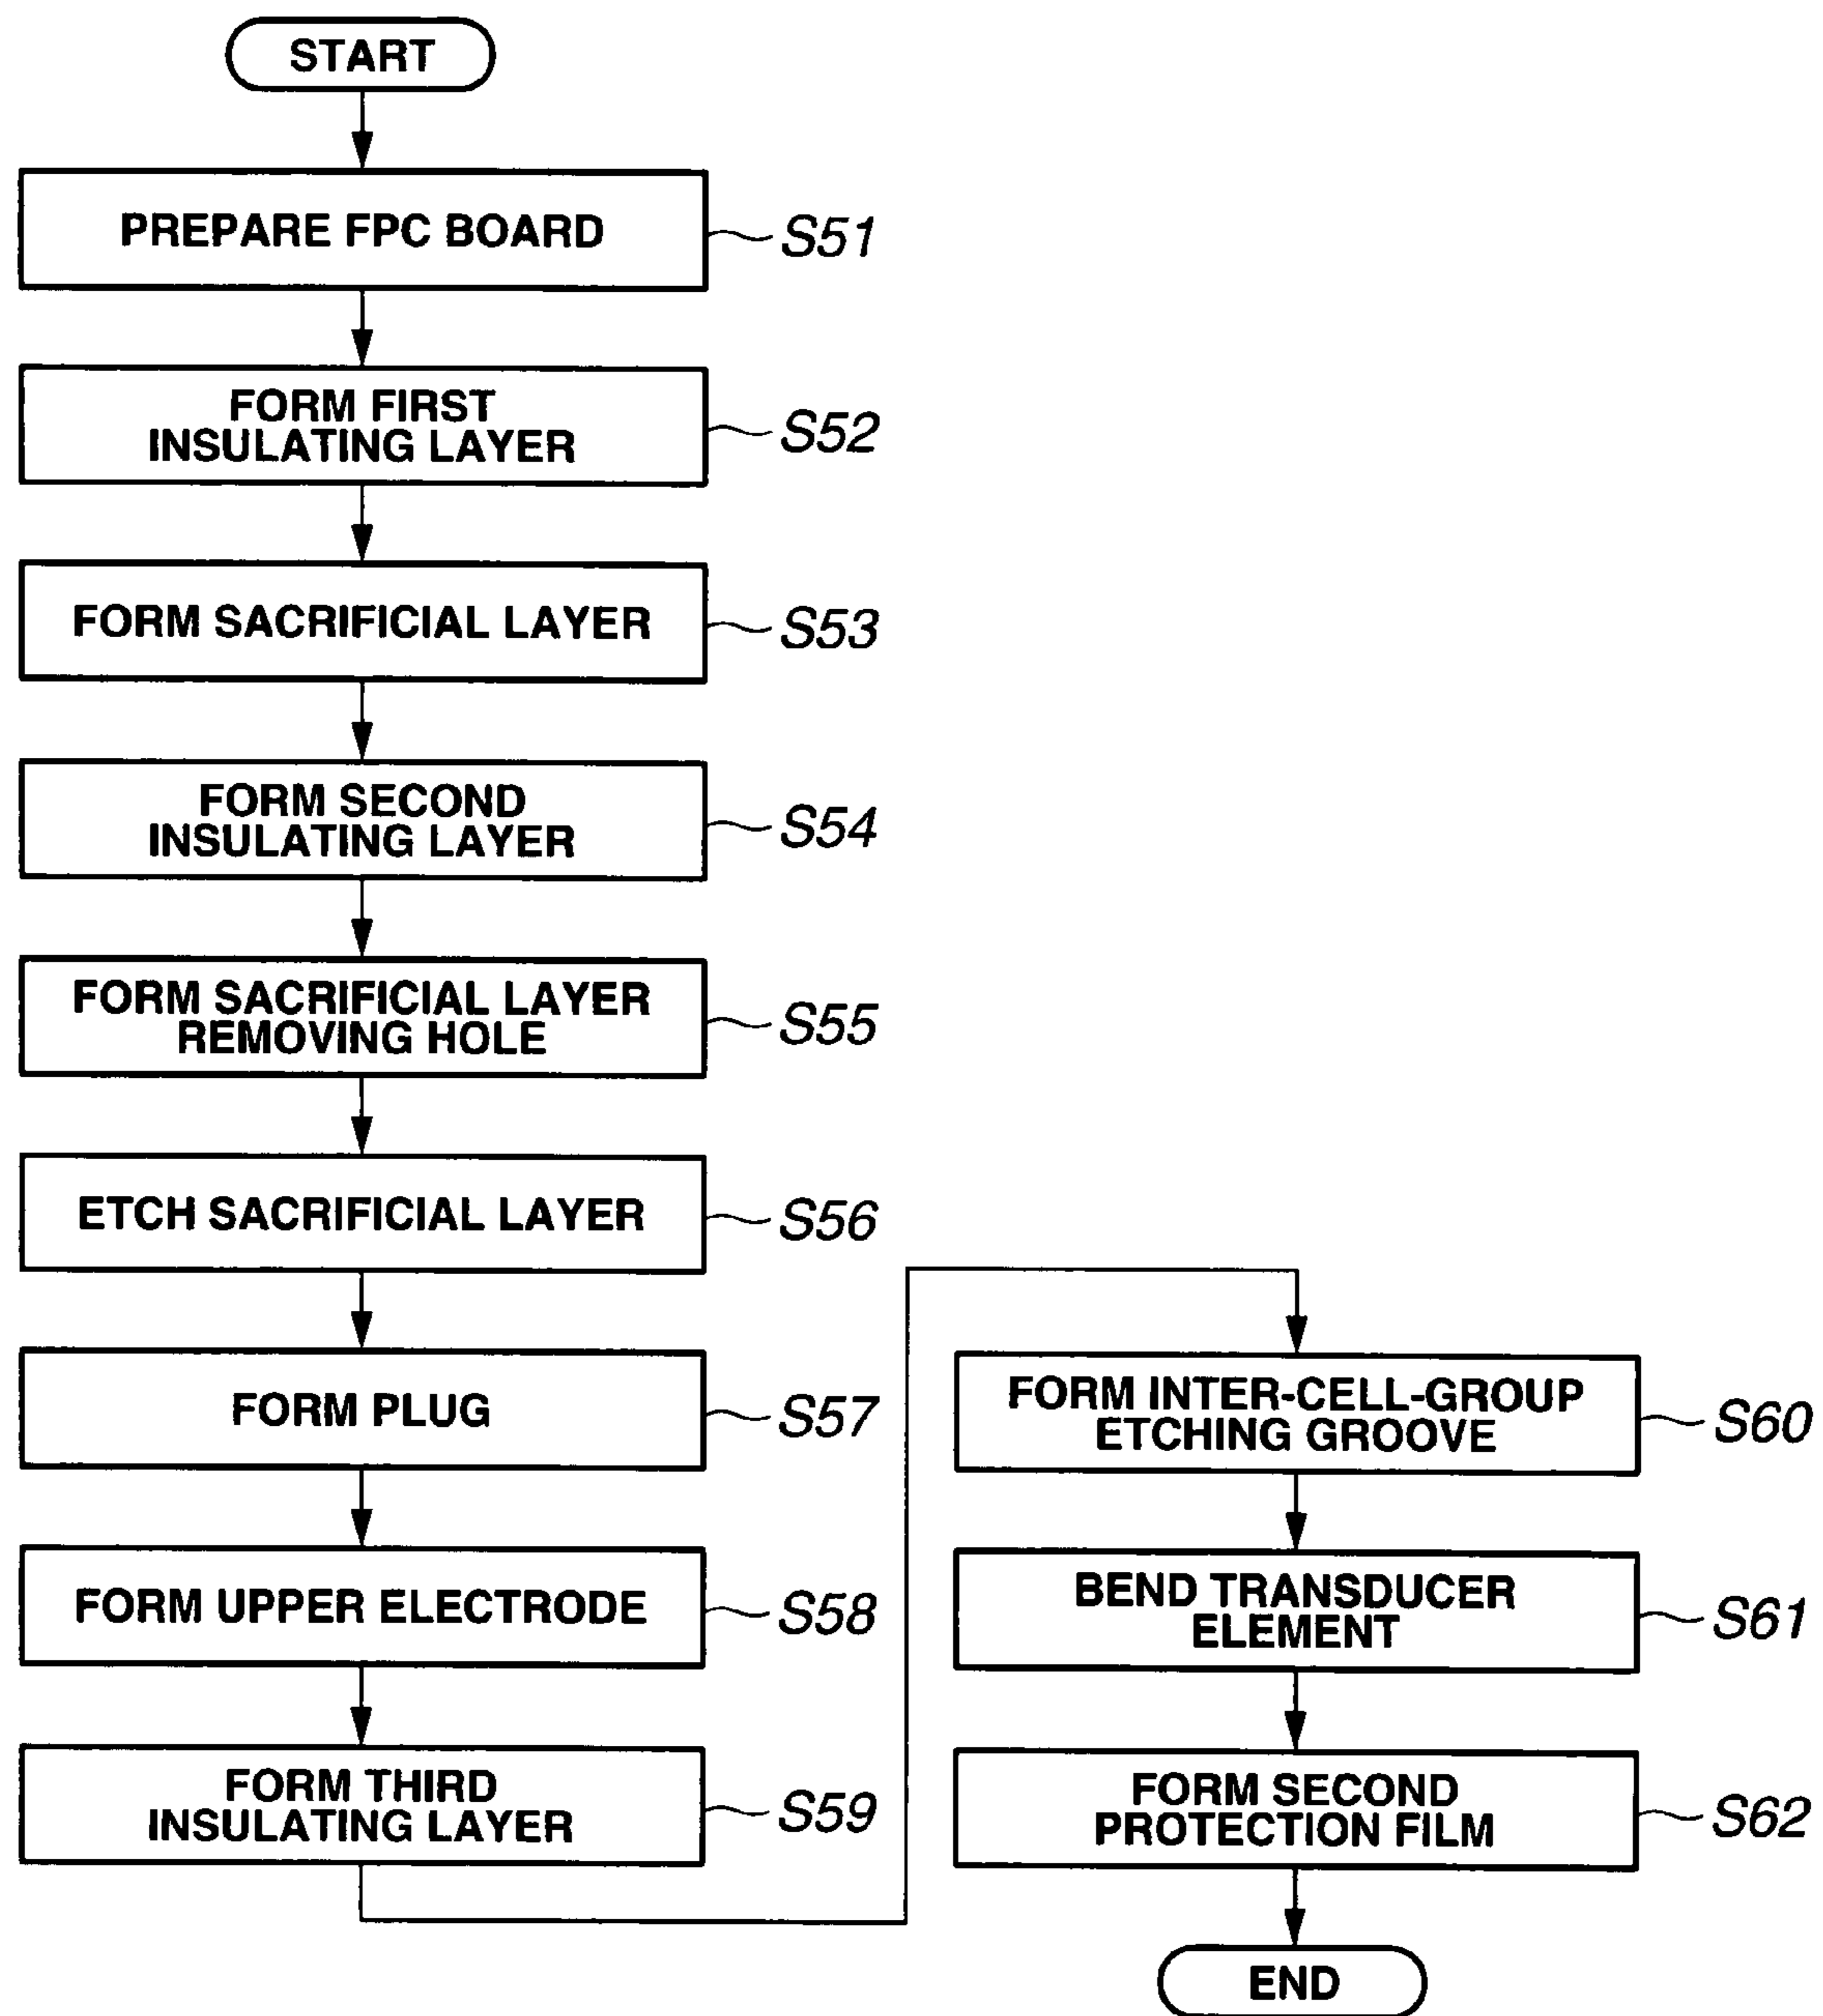 START
PREPARE FPC BOARD
S51
FORM FIRST
INSULATING LAYER
S52
FORM SACRIFICIAL LAYER
S53
FORM SECOND
INSULATING LAYER
S54
FORM SACRIFICIAL LAYER
REMOVING HOLE
S55
ETCH SACRIFICIAL LAYER
S56
FORM PLUG
S57
FORM UPPER ELECTRODE
S58
FORM THIRD
INSULATING LAYER
S59
FORM INTER-CELL-GROUP
ETCHING GROOVE
S60
BEND TRANSDUCER
ELEMENT
S61
FORM SECOND
PROTECTION FILM
S62
END